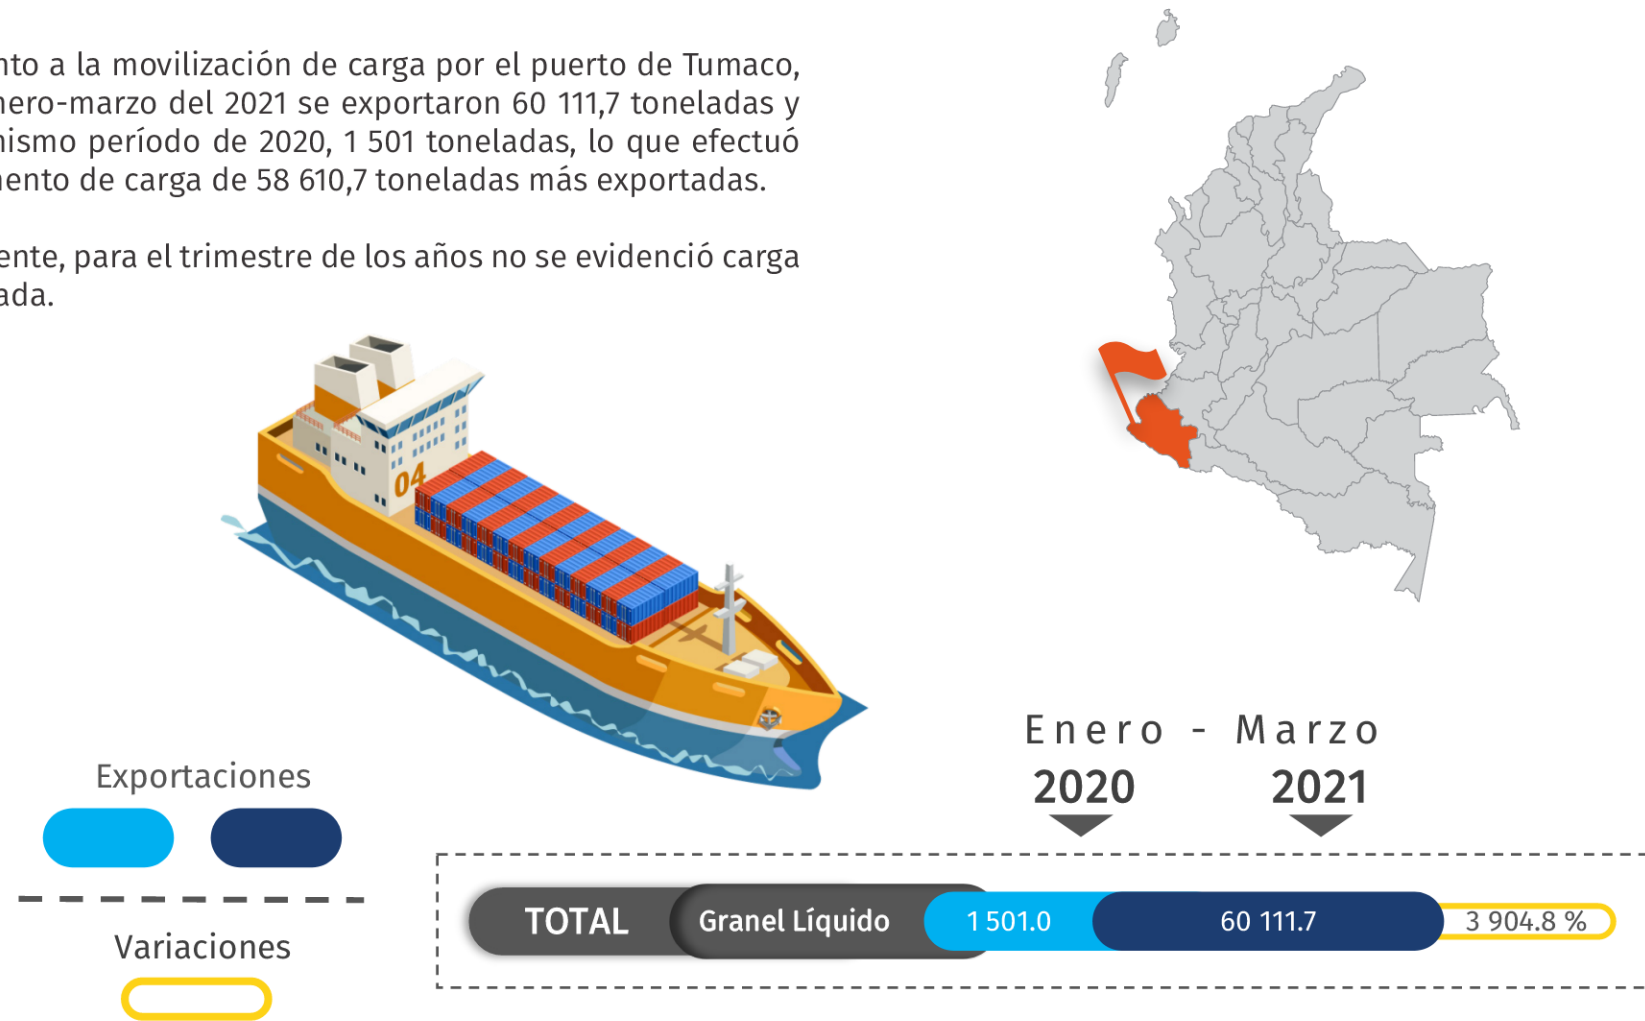 nto a la movilización de carga por el puerto de Tumaco,
nero-marzo del 2021 se exportaron 60 111,7 toneladas y
nismo período de 2020, 1 501 toneladas, lo que efectuó
nento de carga de 58 610,7 toneladas más exportadas.
ente, para el trimestre de los años no se evidenció carga
ada.
04
Enero - Marzo
2020 2021
Exportaciones
Variaciones
TOTAL Granel Líquido 1 501.0 60 111.7 3 904.8 %